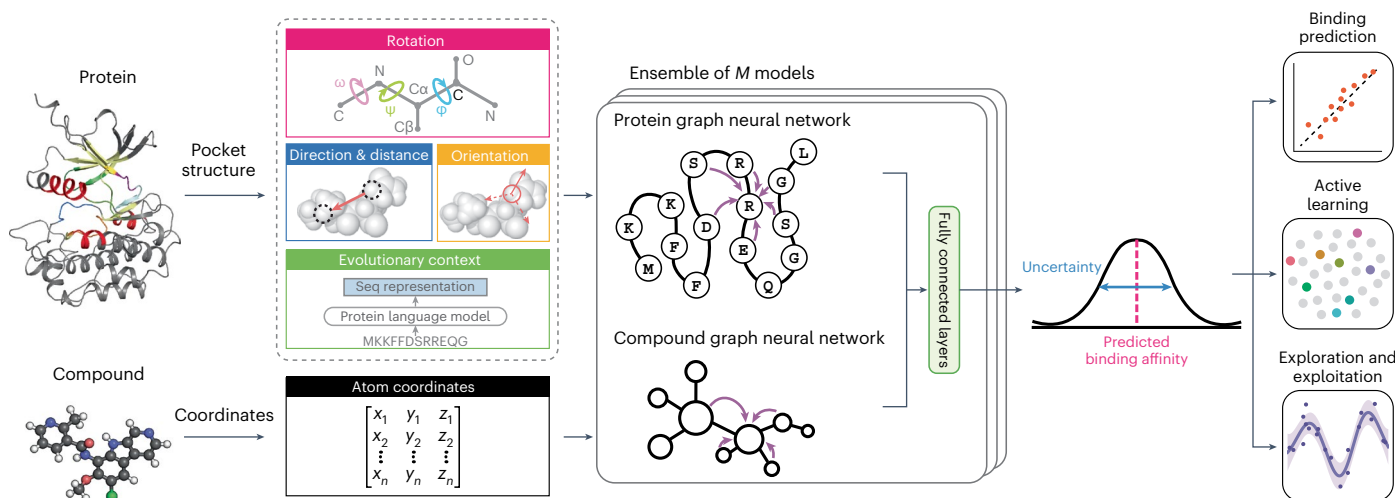 Protein
Pocket
structure
Rotation
ω
N
ψ
Cα
φ
O
C
C
Cβ
N
Direction & distance
Orientation
Evolutionary context
Seq representation
Protein language model
MKKFFDSRREQG
Compound
Coordinates
Atom coordinates
x1 y1 z1
x2 y2 z2
⋮ ⋮ ⋮
xn yn zn
Ensemble of M models
Protein graph neural network
M
K
K
F
F
D
S
R
R
E
Q
G
S
G
L
Compound graph neural network
Fully connected layers
Uncertainty
Predicted
binding affinity
Binding
prediction
Active
learning
Exploration and
exploitation